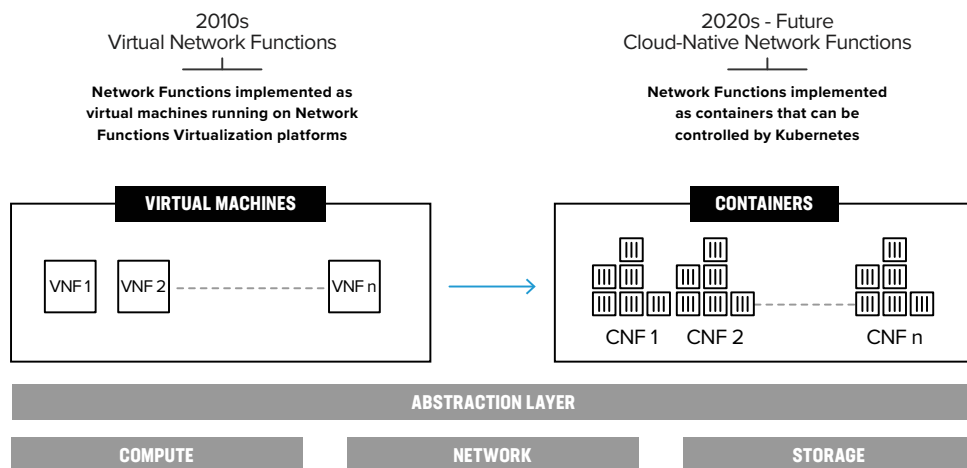 2010s
Virtual Network Functions
Network Functions implemented as
virtual machines running on Network
Functions Virtualization platforms
2020s - Future
Cloud-Native Network Functions
Network Functions implemented
as containers that can be
controlled by Kubernetes
VIRTUAL MACHINES
VNF 1
VNF 2
VNF n
CONTAINERS
CNF 1
CNF 2
CNF n
ABSTRACTION LAYER
COMPUTE
NETWORK
STORAGE